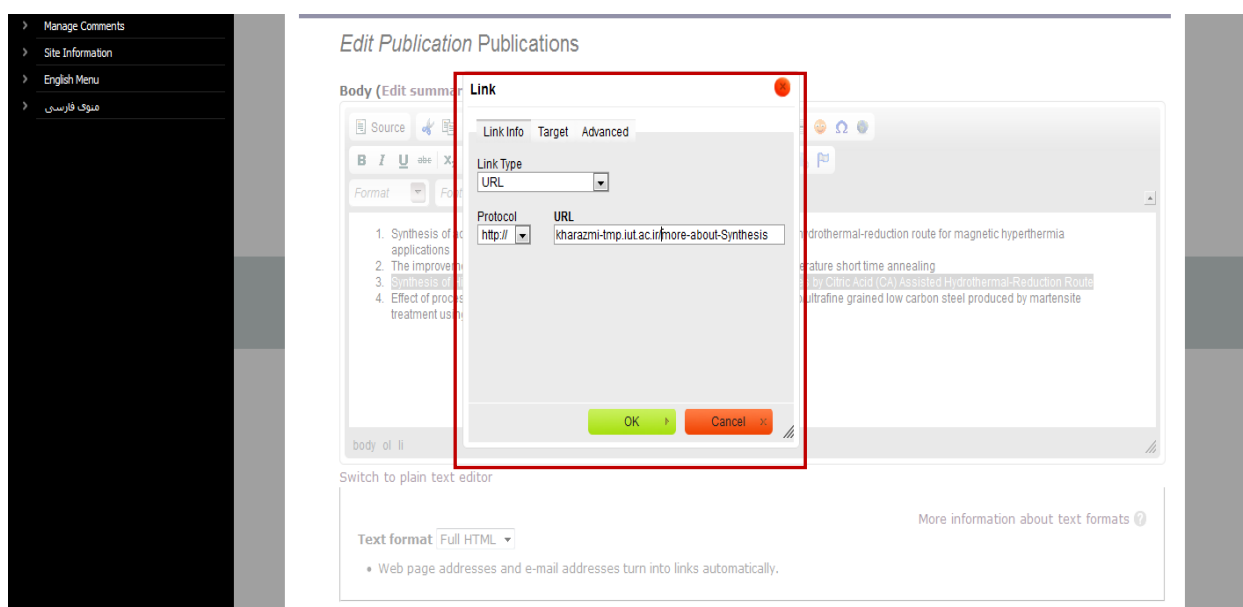 Manage Comments
Site Information
English Menu
منوی فارسی
Edit Publication Publications
Body (Edit summar
Source
B I U abc X
Format
Link
Link Info Target Advanced
Link Type
URL
Protocol URL
http:// kharazmi-tmp.iut.ac.ir/more-about-Synthesis
OK Cancel
1. Synthesis of
hydrothermal-reduction route for magnetic hyperthermia
applications
2. The improveme
erature short time annealing
3. Synthesis of
by Citric Acid (CA) Assisted Hydrothermal-Reduction Route
4. Effect of proces
ultrafine grained low carbon steel produced by martensite
treatment using
body ol li
Switch to plain text editor
More information about text formats ?
Text format Full HTML
• Web page addresses and e-mail addresses turn into links automatically.